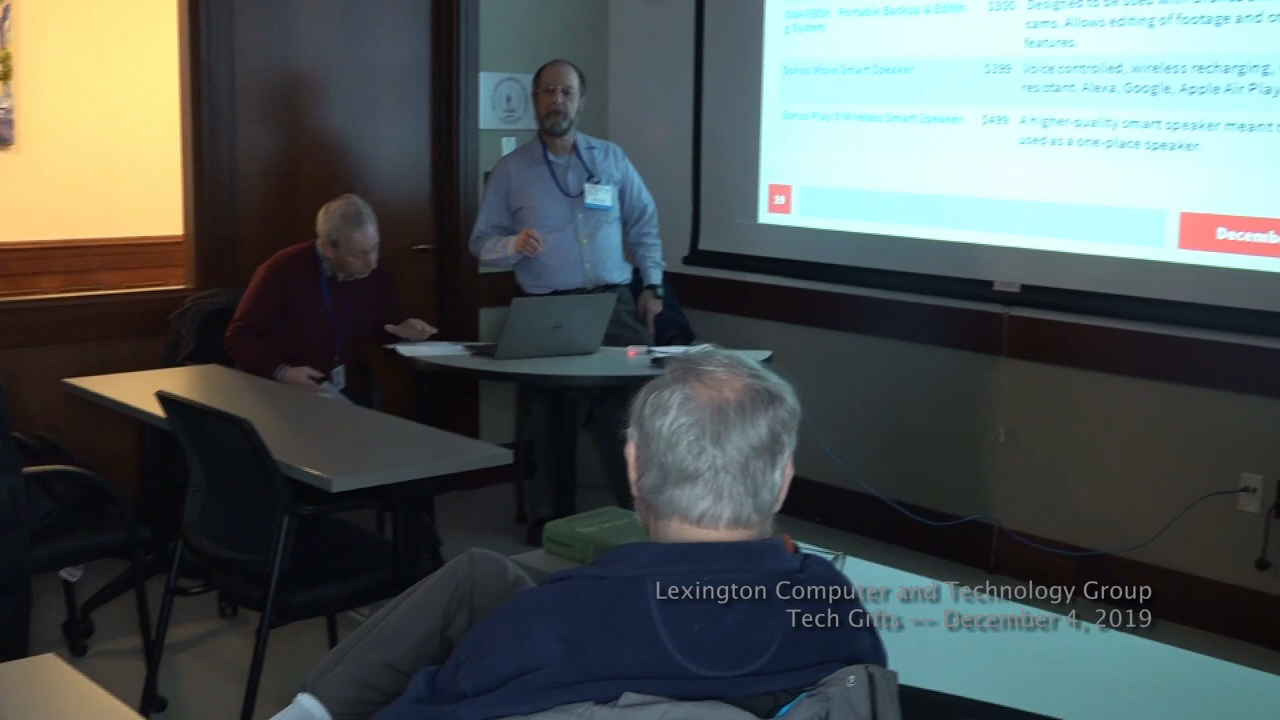 GNARBOX Portable Backup & Editin
g System
$300
Designed to be used with
cams. Allows editing of footage and
features.
Sonos Move Smart Speaker
$399
Voice controlled, wireless recharging,
resistant. Alexa, Google, Apple Air Play
Sonos Play 5 Wireless Smart Speaker
$499
A higher-quality smart speaker meant
used as a one-place speaker.
Decemb
Lexington Computer and Technology Group
Tech Gifts -- December 4, 2019